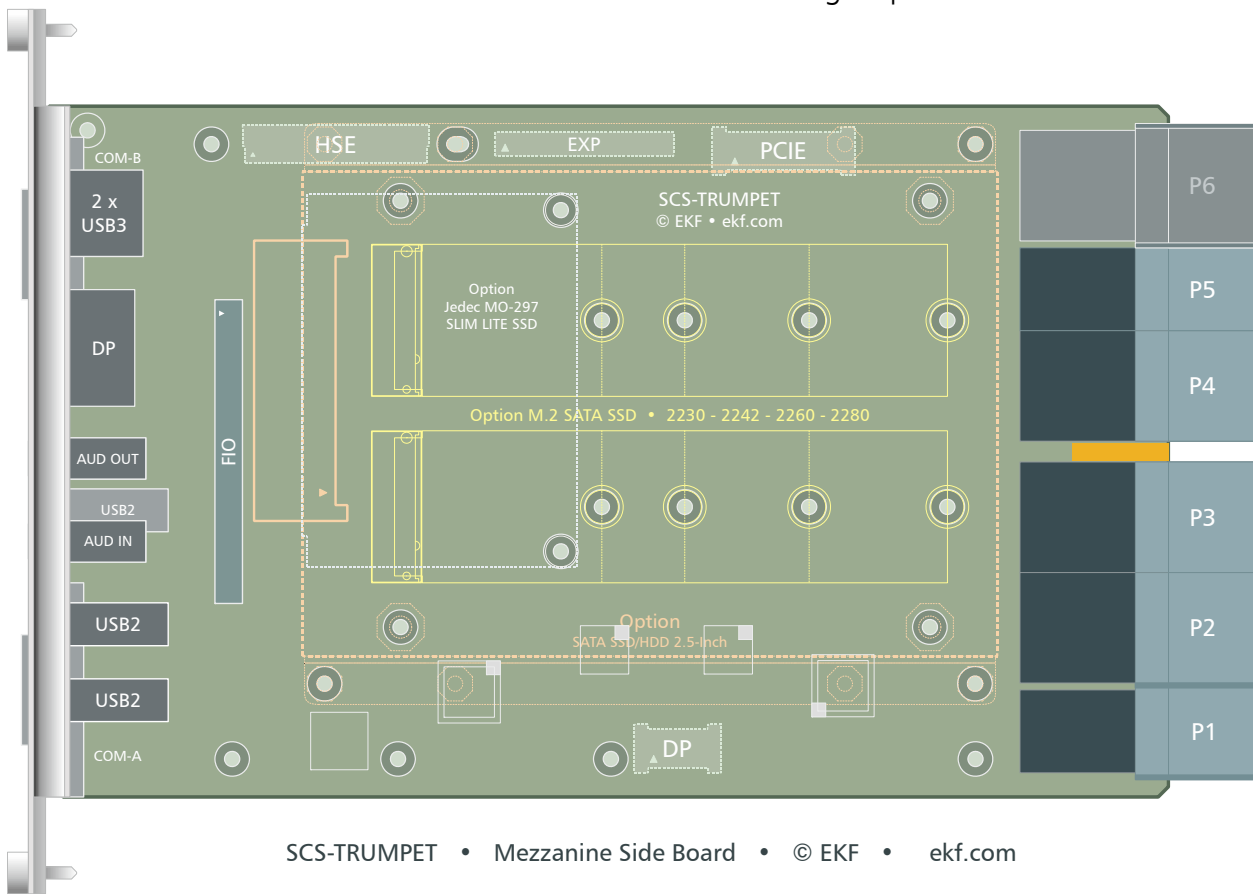 HSE
EXP
PCIE
COM-B
2 x
USB3
SCS-TRUMPET
© EKF • ekf.com
P6
Option
Jedec MO-297
SLIM LITE SSD
P5
DP
P4
Option M.2 SATA SSD • 2230 - 2242 - 2260 - 2280
FIO
AUD OUT
USB2
AUD IN
P3
USB2
Option
SATA SSD/HDD 2.5-Inch
P2
USB2
COM-A
DP
P1
SCS-TRUMPET • Mezzanine Side Board • © EKF • ekf.com